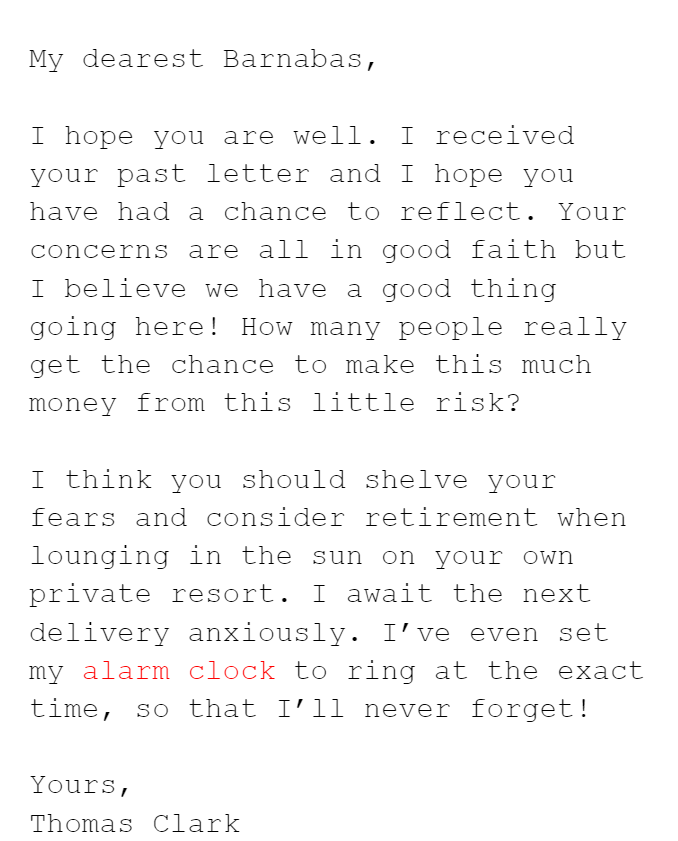 My dearest Barnabas,
I hope you are well. I received
your past letter and I hope you
have had a chance to reflect. Your
concerns are all in good faith but
I believe we have a good thing
going here! How many people really
get the chance to make this much
money from this little risk?
I think you should shelve your
fears and consider retirement when
lounging in the sun on your own
private resort. I await the next
delivery anxiously. I’ve even set
my alarm clock to ring at the exact
time, so that I’ll never forget!
Yours,
Thomas Clark